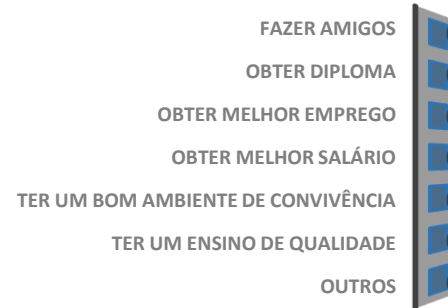 FAZER AMIGOS
OBTER DIPLOMA
OBTER MELHOR EMPREGO
OBTER MELHOR SALÁRIO
TER UM BOM AMBIENTE DE CONVIVÊNCIA
TER UM ENSINO DE QUALIDADE
OUTROS